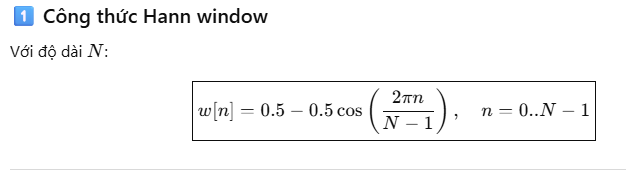 1 Công thức Hann window
Với độ dài N:
w[n] = 0.5 − 0.5 cos ( 2πn / N − 1 ) ,   n = 0..N − 1